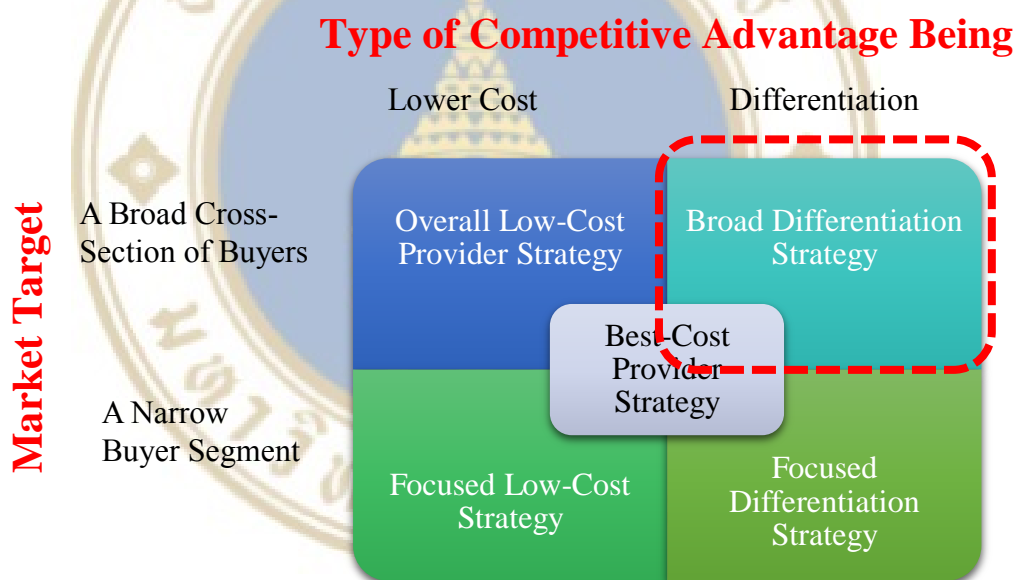 Type of Competitive Advantage Being
Lower Cost
Differentiation
Market Target
A Broad Cross-
Section of Buyers
Overall Low-Cost
Provider Strategy
Broad Differentiation
Strategy
Best-Cost
Provider
Strategy
A Narrow
Buyer Segment
Focused Low-Cost
Strategy
Focused
Differentiation
Strategy